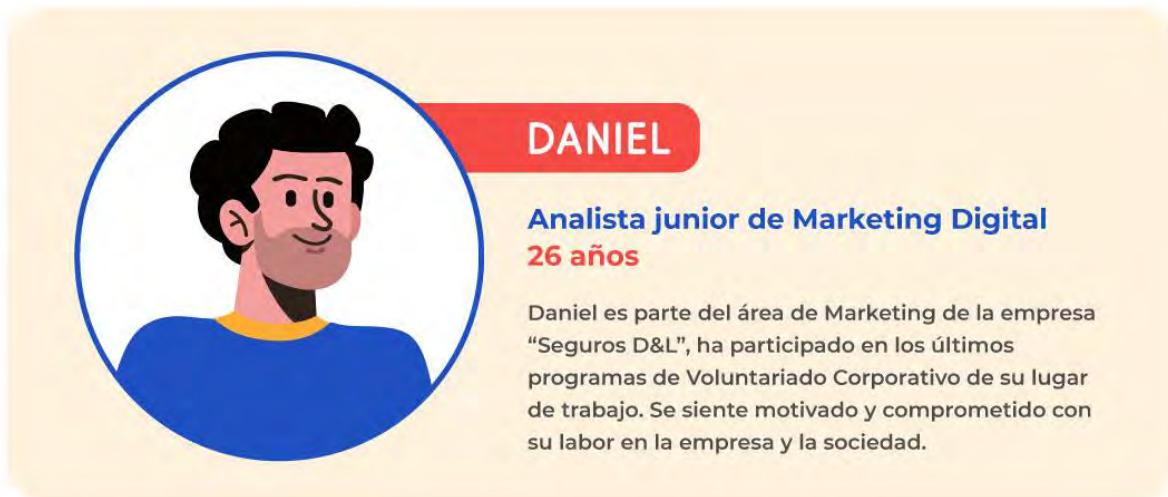 DANIEL
Analista junior de Marketing Digital
26 años
Daniel es parte del área de Marketing de la empresa
“Seguros D&L”, ha participado en los últimos
programas de Voluntariado Corporativo de su lugar
de trabajo. Se siente motivado y comprometido con
su labor en la empresa y la sociedad.